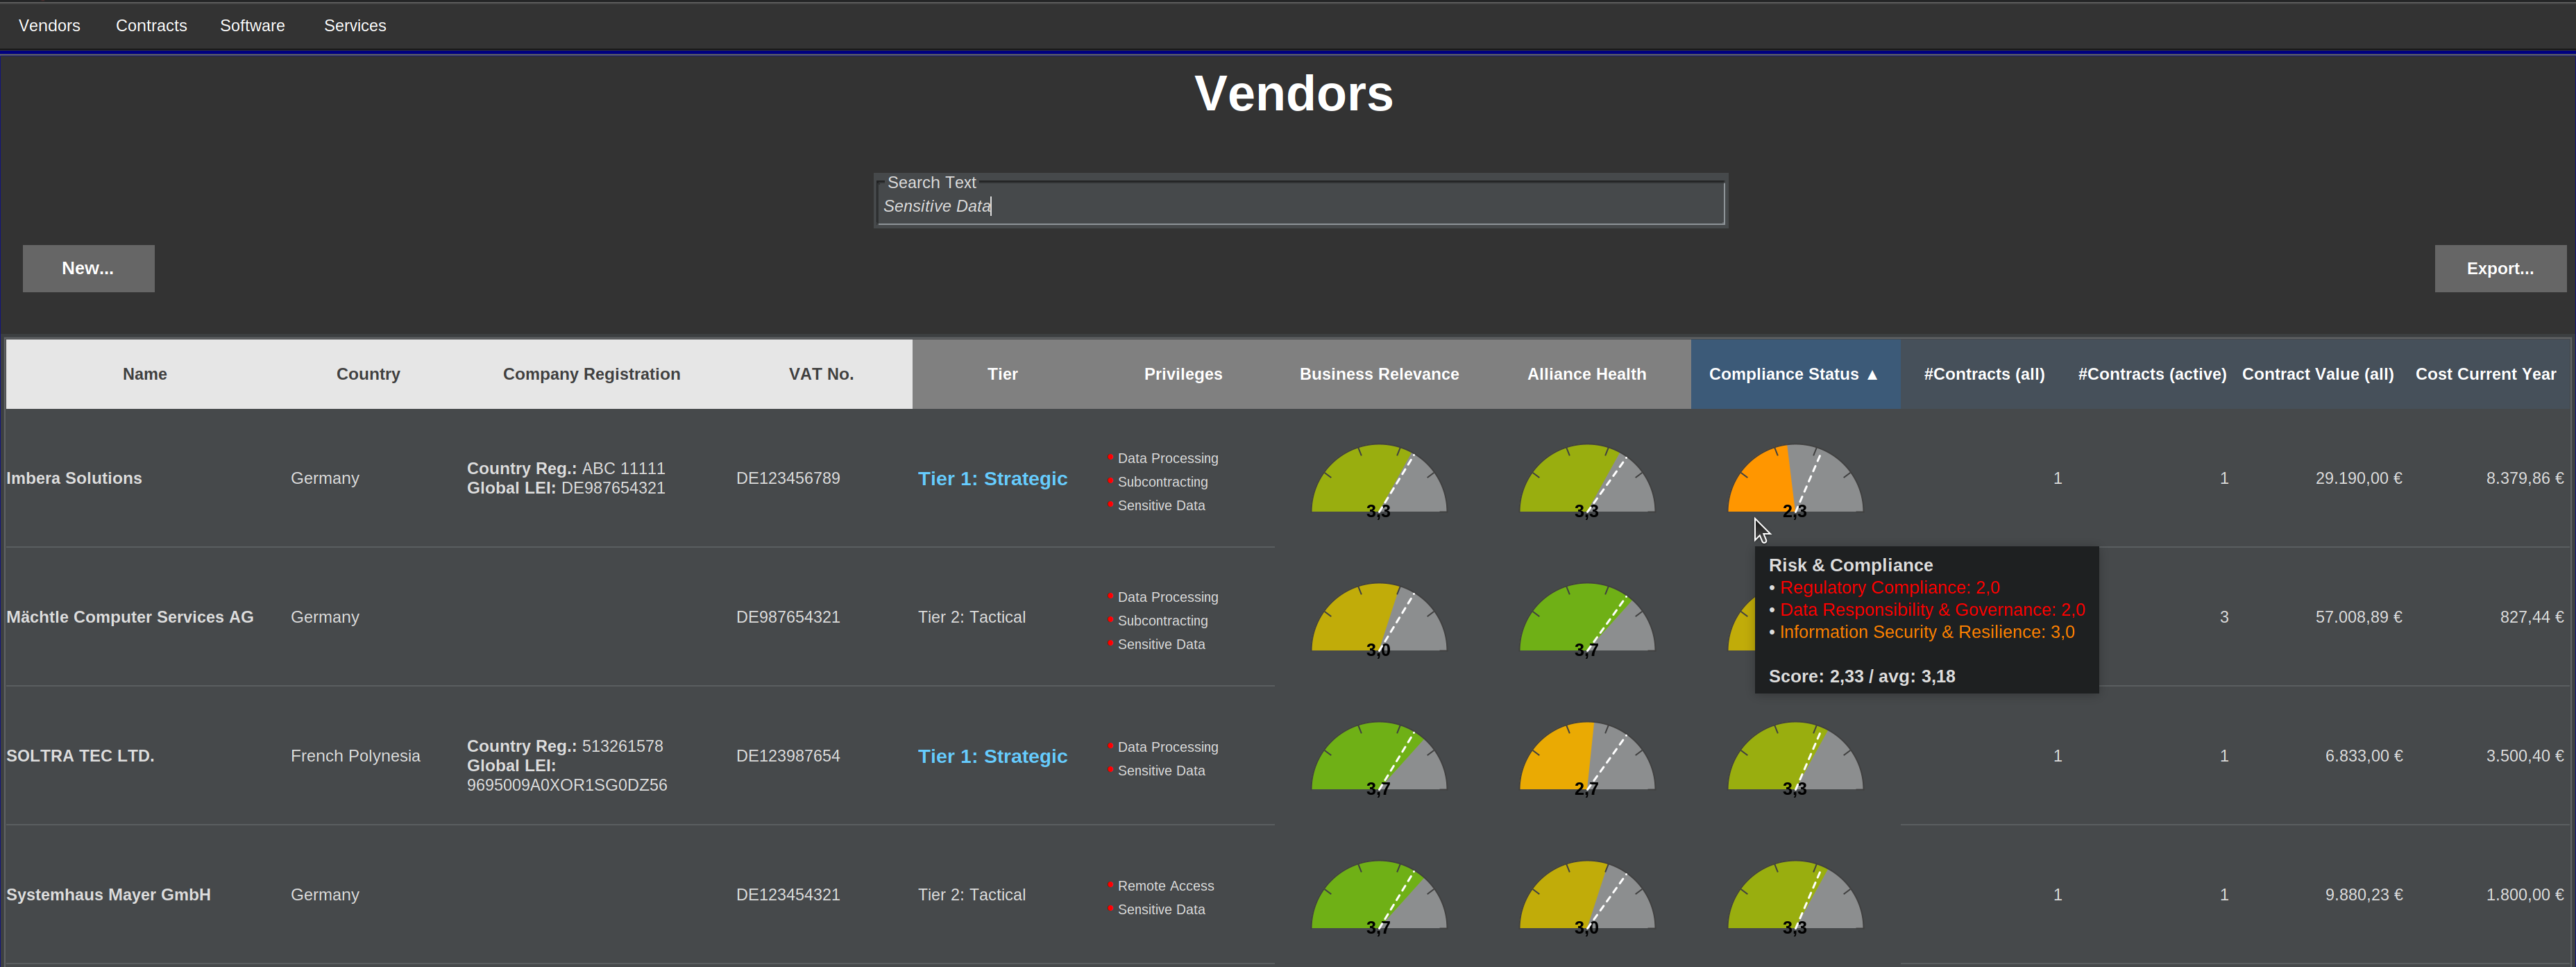 Vendors Contracts Software Services
Vendors
Search Text
Sensitive Data
New...
Export...
Name Country Company Registration VAT No. Tier Privileges Business Relevance Alliance Health Compliance Status ▲ #Contracts (all) #Contracts (active) Contract Value (all) Cost Current Year
Imbera Solutions Germany Country Reg.: ABC 11111
Global LEI: DE987654321 DE123456789 Tier 1: Strategic
Data Processing
Subcontracting
Sensitive Data
3,3 3,3 2,3 1 1 29.190,00 € 8.379,86 €
Risk & Compliance
• Regulatory Compliance: 2,0
• Data Responsibility & Governance: 2,0
• Information Security & Resilience: 3,0
Score: 2,33 / avg: 3,18
Mächtle Computer Services AG Germany DE987654321 Tier 2: Tactical
Data Processing
Subcontracting
Sensitive Data
3,0 3,7 3 57.008,89 € 827,44 €
SOLTRA TEC LTD. French Polynesia Country Reg.: 513261578
Global LEI:
9695009A0XOR1SG0DZ56 DE123987654 Tier 1: Strategic
Data Processing
Sensitive Data
3,7 2,7 3,3 1 1 6.833,00 € 3.500,40 €
Systemhaus Mayer GmbH Germany DE123454321 Tier 2: Tactical
Remote Access
Sensitive Data
3,7 3,0 3,3 1 1 9.880,23 € 1.800,00 €